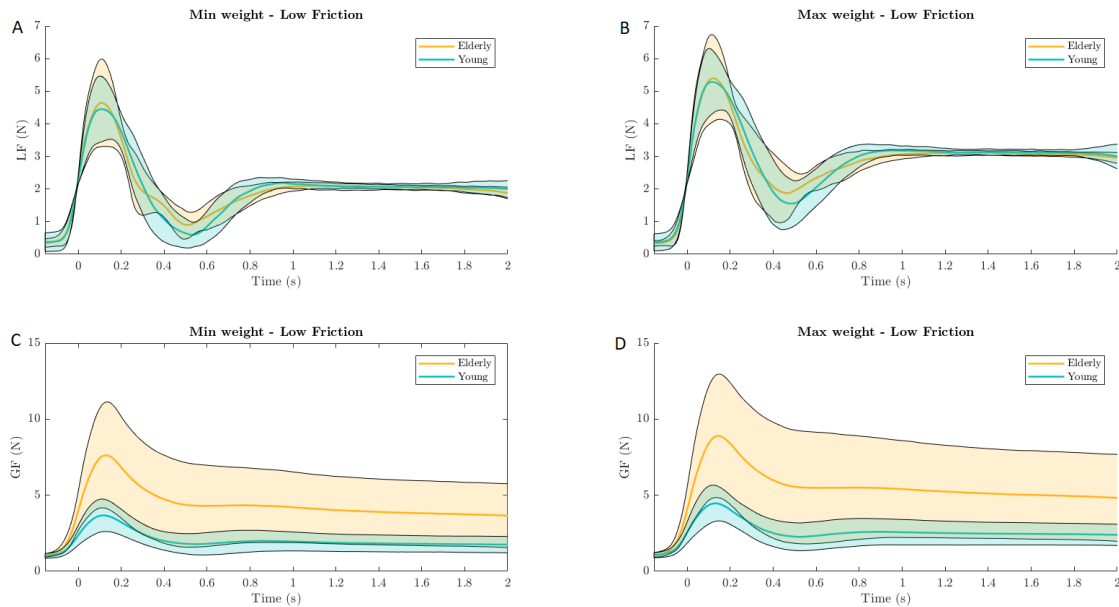 A
Min weight - Low Friction
7
6
5
4
3
2
1
0
LF (N)
Elderly
Young
0 0.2 0.4 0.6 0.8 1 1.2 1.4 1.6 1.8 2
Time (s)
B
Max weight - Low Friction
7
6
5
4
3
2
1
0
LF (N)
Elderly
Young
0 0.2 0.4 0.6 0.8 1 1.2 1.4 1.6 1.8 2
Time (s)
C
Min weight - Low Friction
15
10
5
0
GF (N)
Elderly
Young
0 0.2 0.4 0.6 0.8 1 1.2 1.4 1.6 1.8 2
Time (s)
D
Max weight - Low Friction
15
10
5
0
GF (N)
Elderly
Young
0 0.2 0.4 0.6 0.8 1 1.2 1.4 1.6 1.8 2
Time (s)